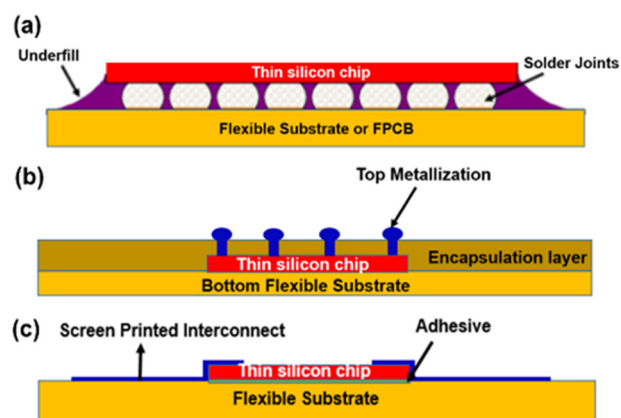 (a)
Underfill
Thin silicon chip
Solder Joints
Flexible Substrate or FPCB
(b)
Top Metallization
Encapsulation layer
Thin silicon chip
Bottom Flexible Substrate
(c)
Screen Printed Interconnect
Adhesive
Thin silicon chip
Flexible Substrate